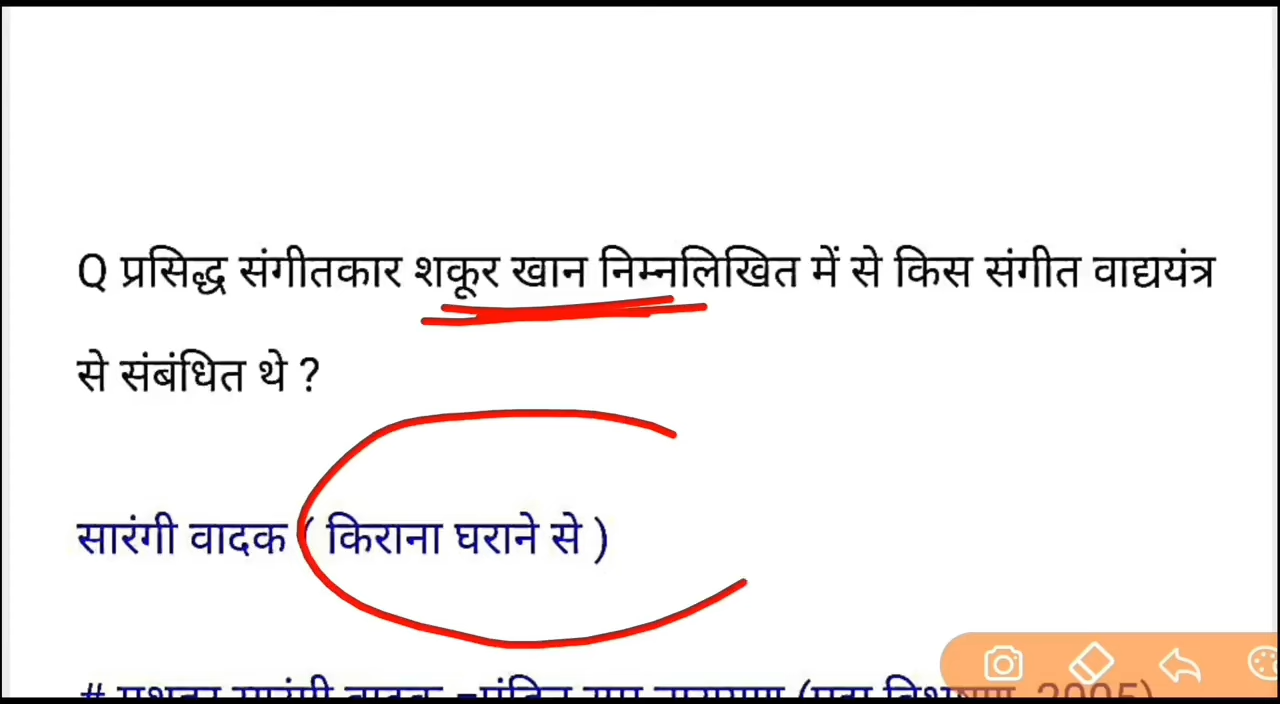 Q प्रसिद्ध संगीतकार शकूर खान निम्नलिखित में से किस संगीत वाद्ययंत्र
से संबंधित थे ?
सारंगी वादक ( किराना घराने से )